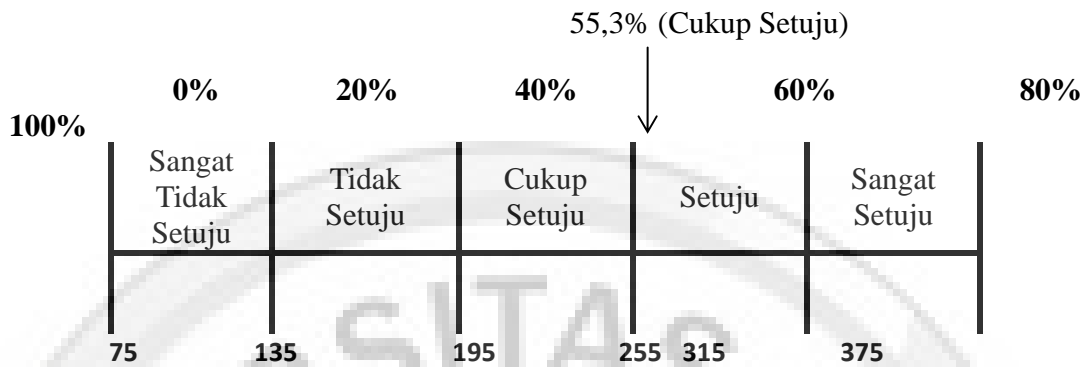 55,3% (Cukup Setuju)
0% 20% 40% 60% 80%
100%
Sangat
Tidak
Setuju
Tidak
Setuju
Cukup
Setuju
Setuju
Sangat
Setuju
SITAS
75 135 195 255 315 375